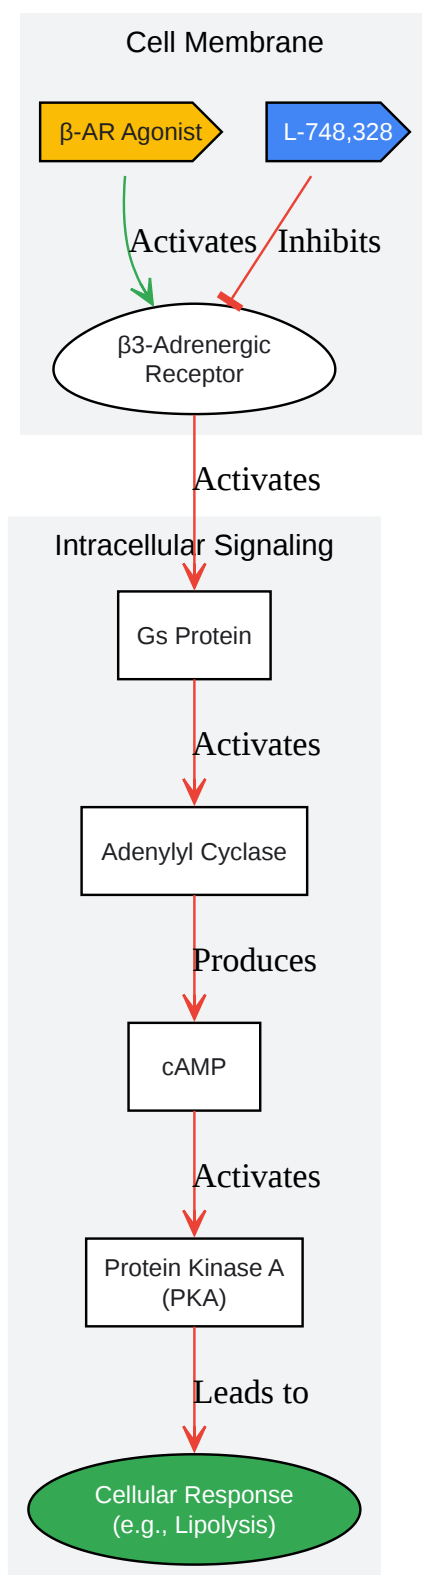 Cell Membrane
β-AR Agonist
L-748,328
Activates
Inhibits
β3-Adrenergic
Receptor
Activates
Intracellular Signaling
Gs Protein
Activates
Adenylyl Cyclase
Produces
cAMP
Activates
Protein Kinase A
(PKA)
Leads to
Cellular Response
(e.g., Lipolysis)